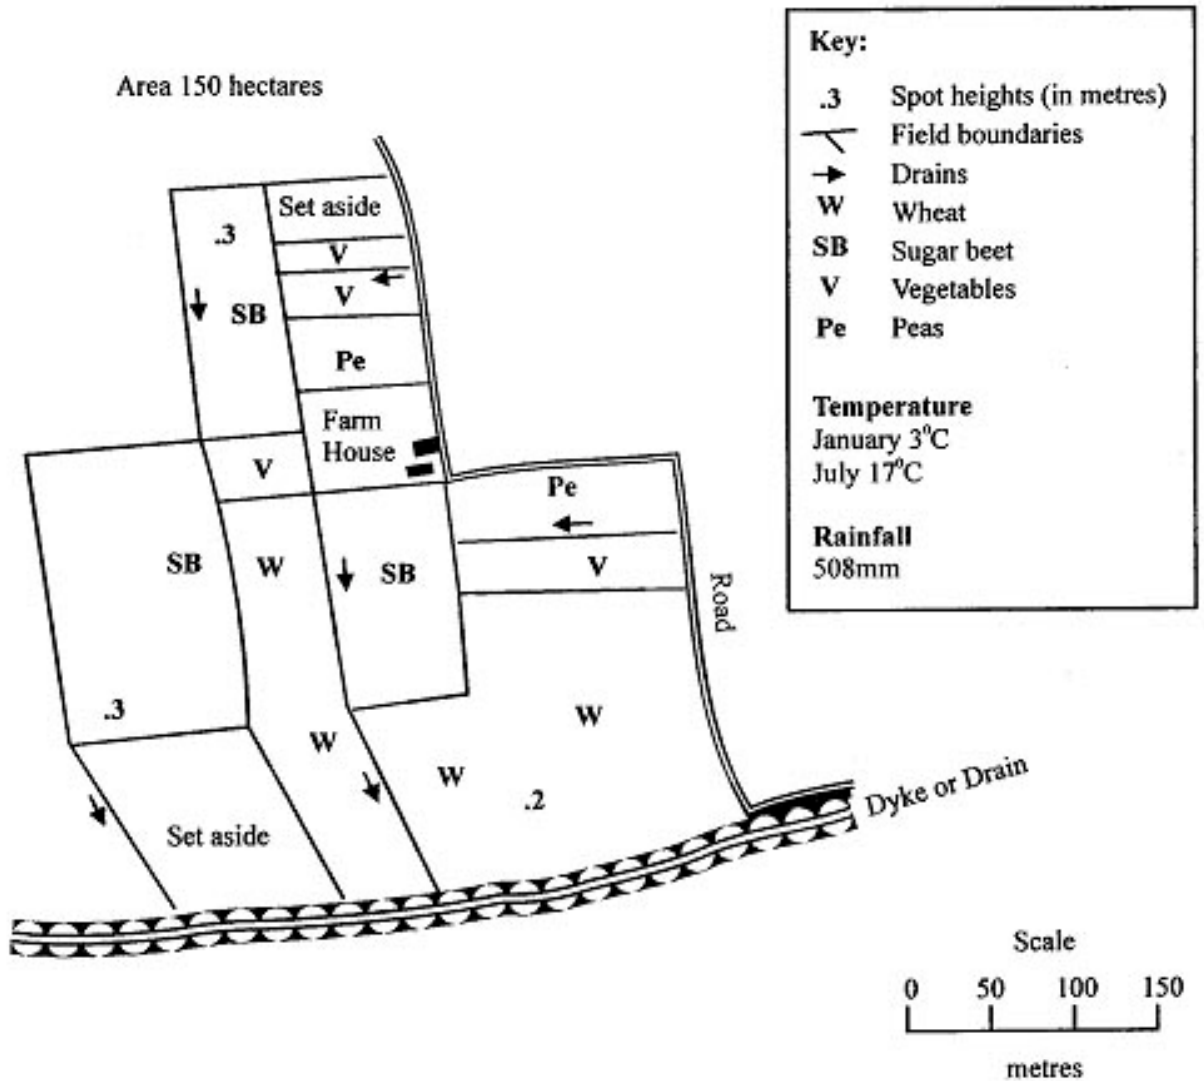 Area 150 hectares
Set aside
.3
V
V
SB
Pe
Farm
House
V
Pe
SB
W
SB
V
Road
.3
W
W
W
.2
Set aside
Dyke or Drain
Key:
.3 Spot heights (in metres)
Field boundaries
Drains
W Wheat
SB Sugar beet
V Vegetables
Pe Peas
Temperature
January 3°C
July 17°C
Rainfall
508mm
Scale
0 50 100 150
metres